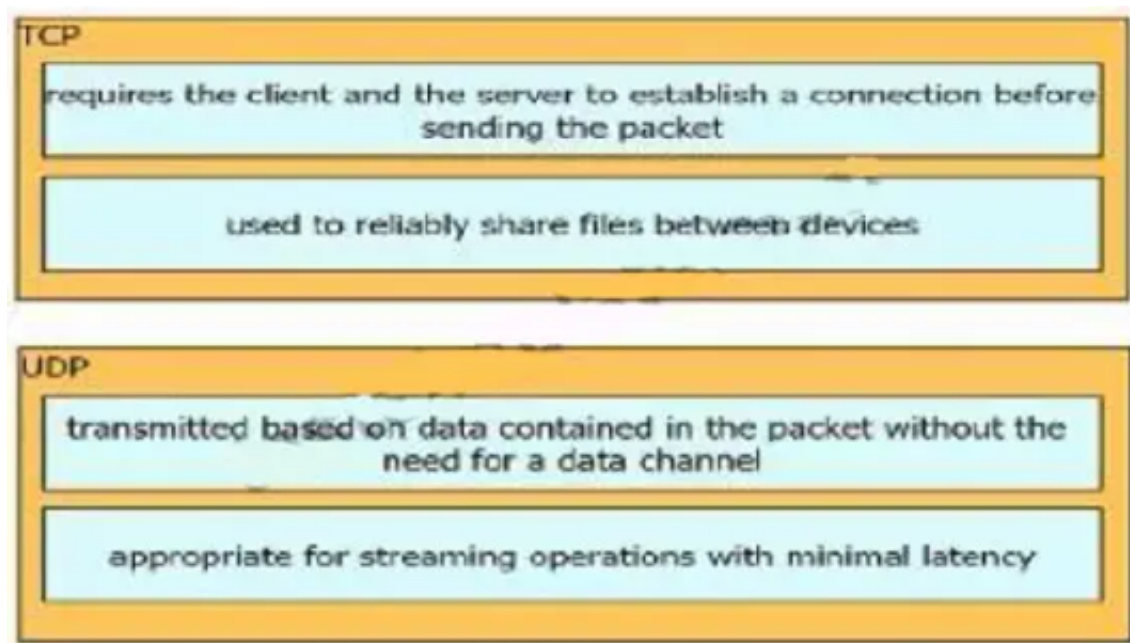 TCP
requires the client and the server to establish a connection before
sending the packet
used to reliably share files between devices
UDP
transmitted based on data contained in the packet without the
need for a data channel
appropriate for streaming operations with minimal latency